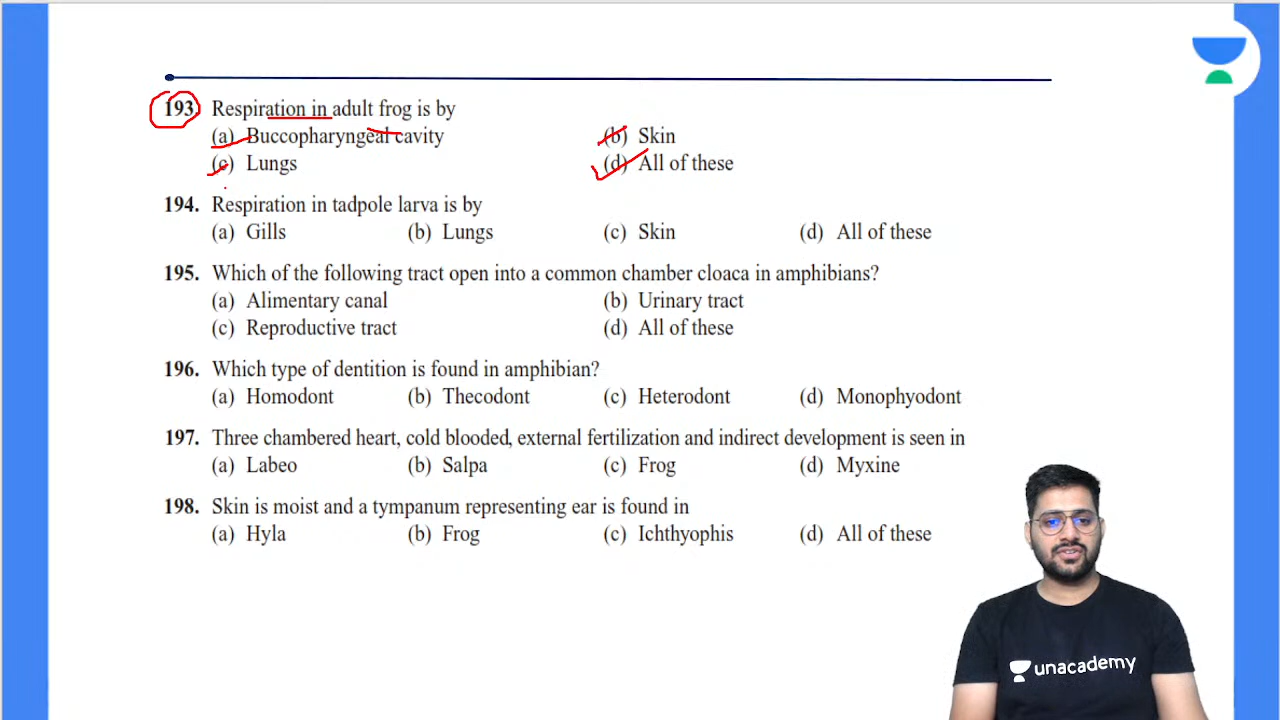 193. Respiration in adult frog is by
(a) Buccopharyngeal cavity (b) Skin
(c) Lungs (d) All of these
194. Respiration in tadpole larva is by
(a) Gills (b) Lungs (c) Skin (d) All of these
195. Which of the following tract open into a common chamber cloaca in amphibians?
(a) Alimentary canal (b) Urinary tract
(c) Reproductive tract (d) All of these
196. Which type of dentition is found in amphibian?
(a) Homodont (b) Thecodont (c) Heterodont (d) Monophyodont
197. Three chambered heart, cold blooded, external fertilization and indirect development is seen in
(a) Labeo (b) Salpa (c) Frog (d) Myxine
198. Skin is moist and a tympanum representing ear is found in
(a) Hyla (b) Frog (c) Ichthyophis (d) All of these
unacademy